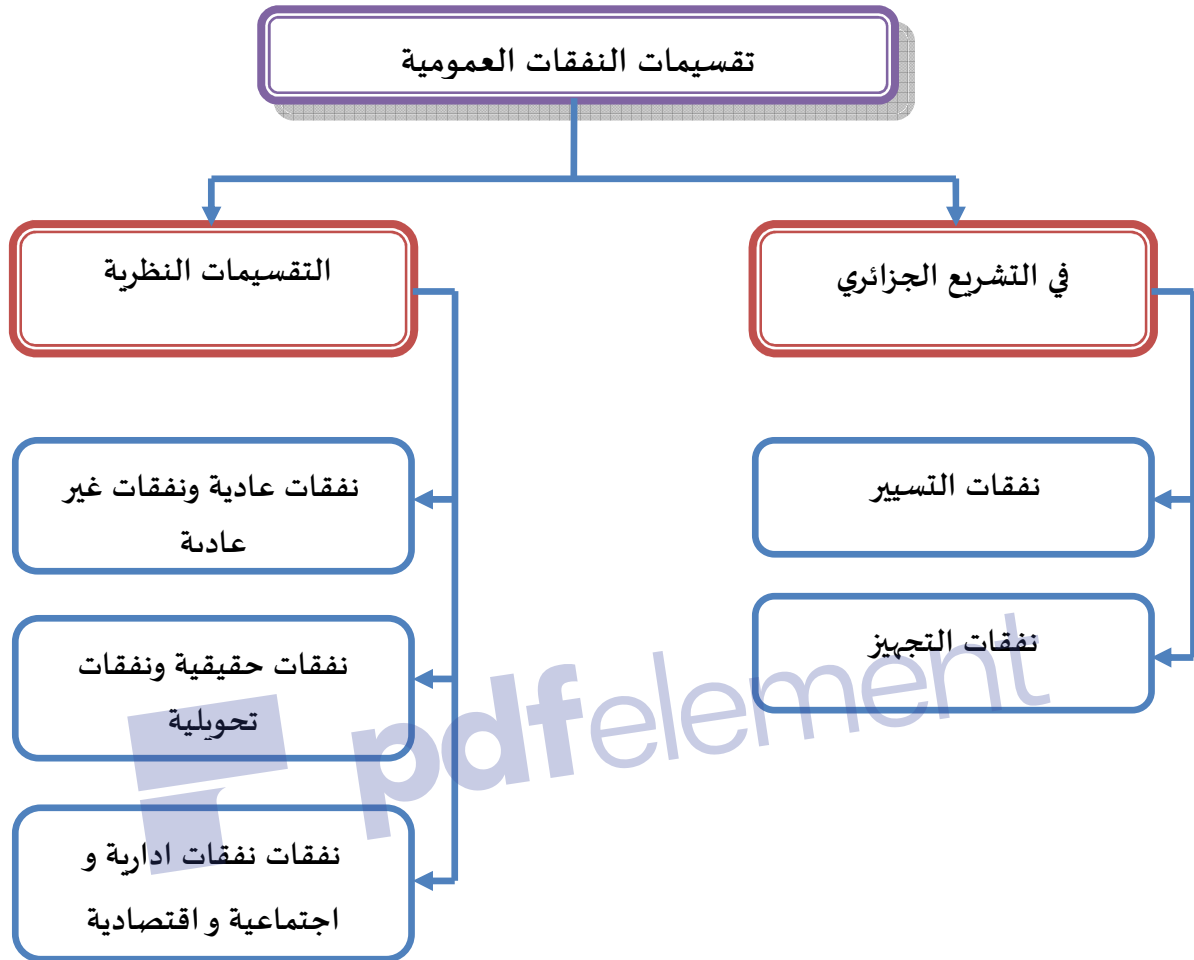 تقسيمات النفقات العمومية
في التشريع الجزائري
نفقات التسيير
نفقات التجهيز
التقسيمات النظرية
نفقات عادية ونفقات غير
عادية
نفقات حقيقية ونفقات
تحويلية
نفقات نفقات ادارية و
اجتماعية و اقتصادية
pdfelement